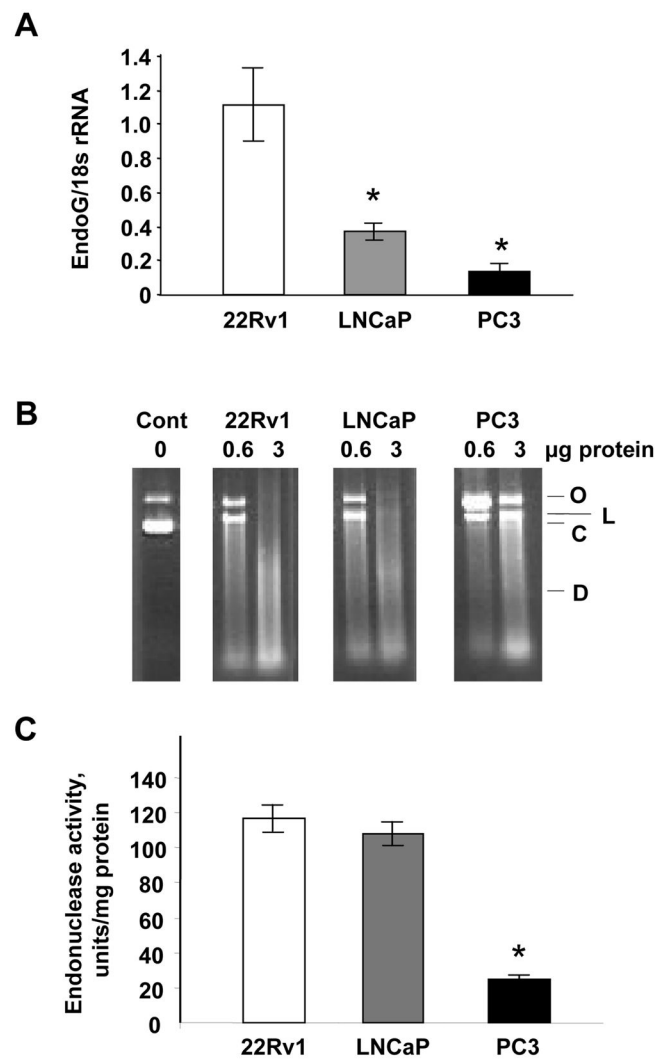 A
EndoG/18s rRNA
1.4
1.2
1.0
0.8
0.6
0.4
0.2
0
*
*
22Rv1 LNCaP PC3
B
Cont 22Rv1 LNCaP PC3
0 0.6 3 0.6 3 0.6 3 µg protein
O
L
C
D
C
Endonuclease activity,
units/mg protein
140
120
100
80
60
40
20
0
*
22Rv1 LNCaP PC3